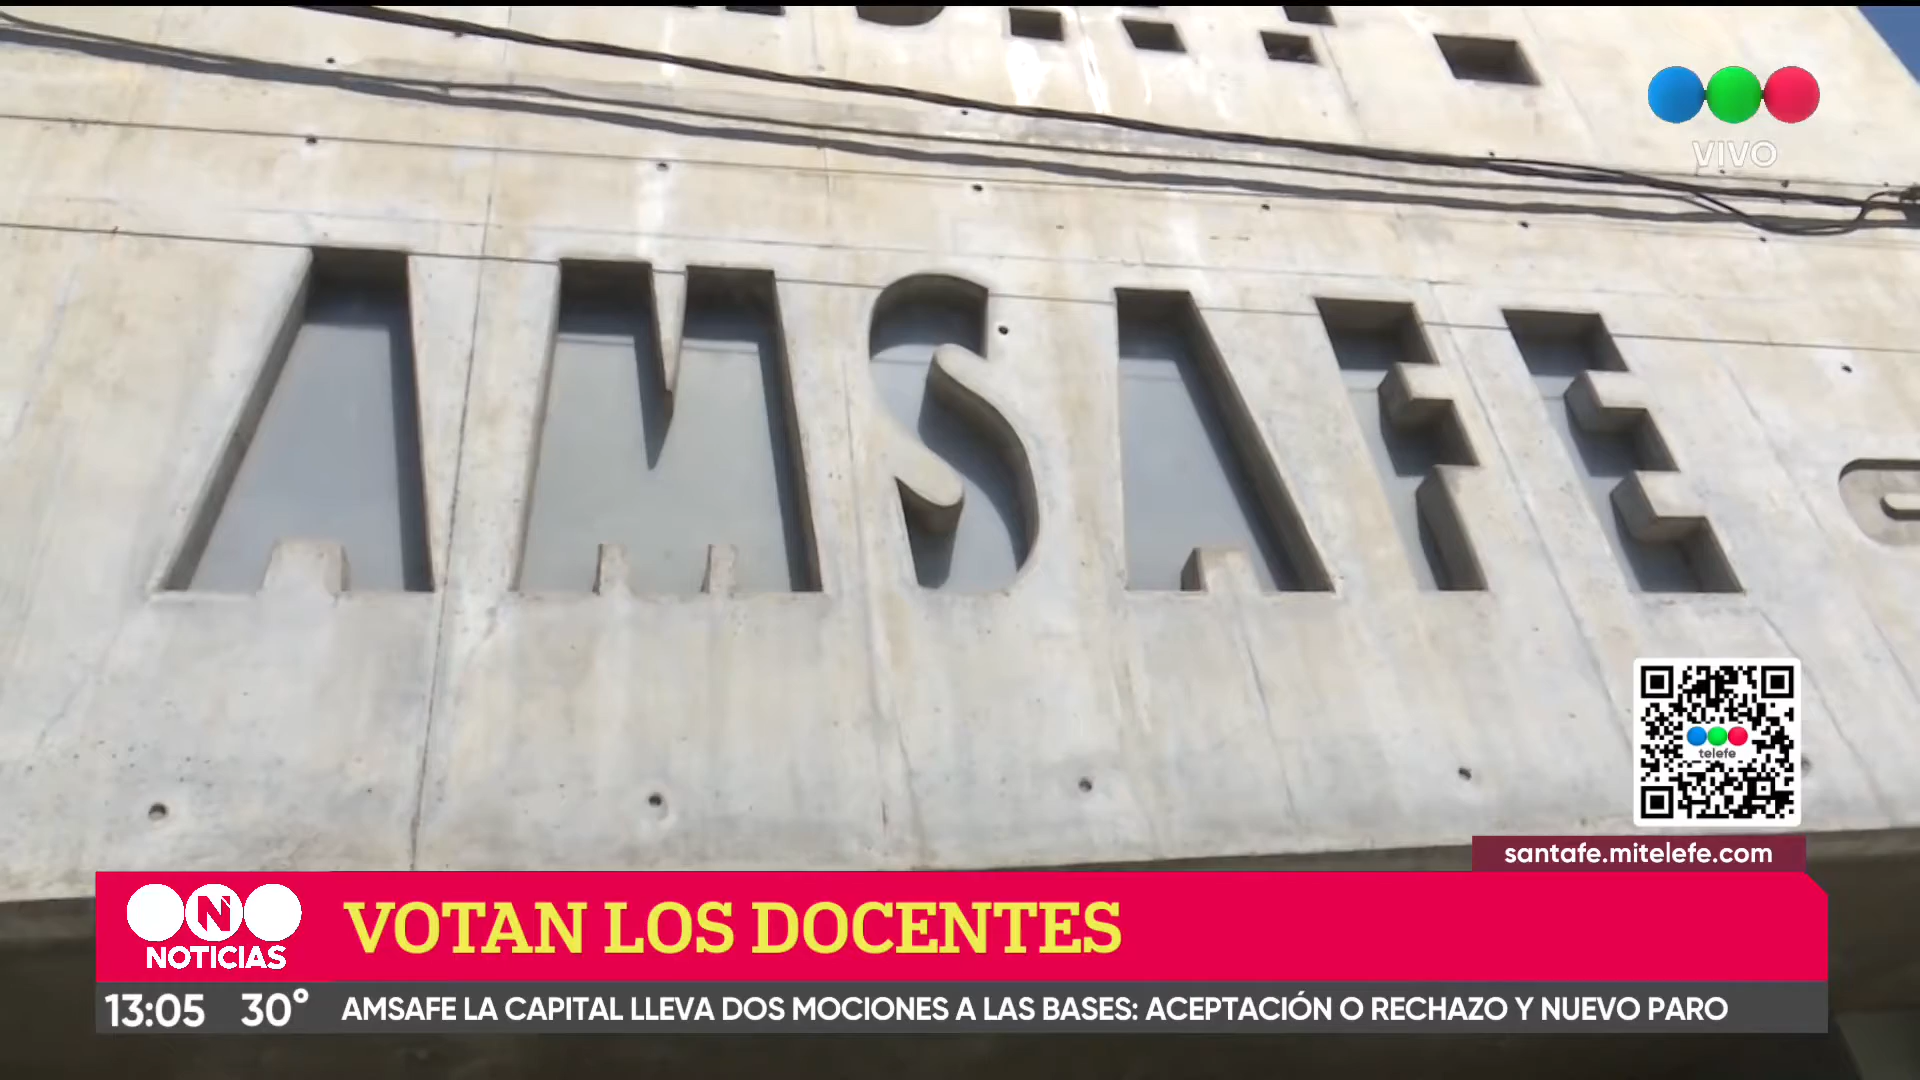 VIVO
AMSAFE
telefe
santafe.mitelefe.com
N
NOTICIAS
VOTAN LOS DOCENTES
13:05 30°
AMSAFE LA CAPITAL LLEVA DOS MOCIONES A LAS BASES: ACEPTACIÓN O RECHAZO Y NUEVO PARO